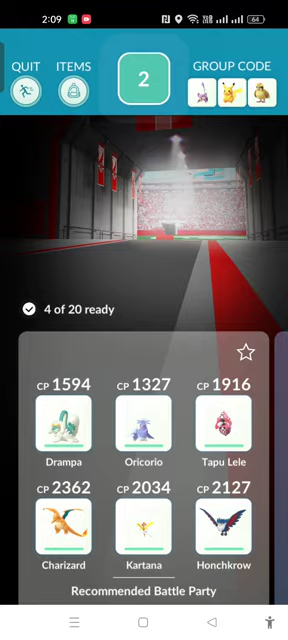 2:09
64
QUIT
ITEMS
2
GROUP CODE
4 of 20 ready
CP 1594
CP 1327
CP 1916
Drampa
Oricorio
Tapu Lele
CP 2362
CP 2034
CP 2127
Charizard
Kartana
Honchkrow
Recommended Battle Party